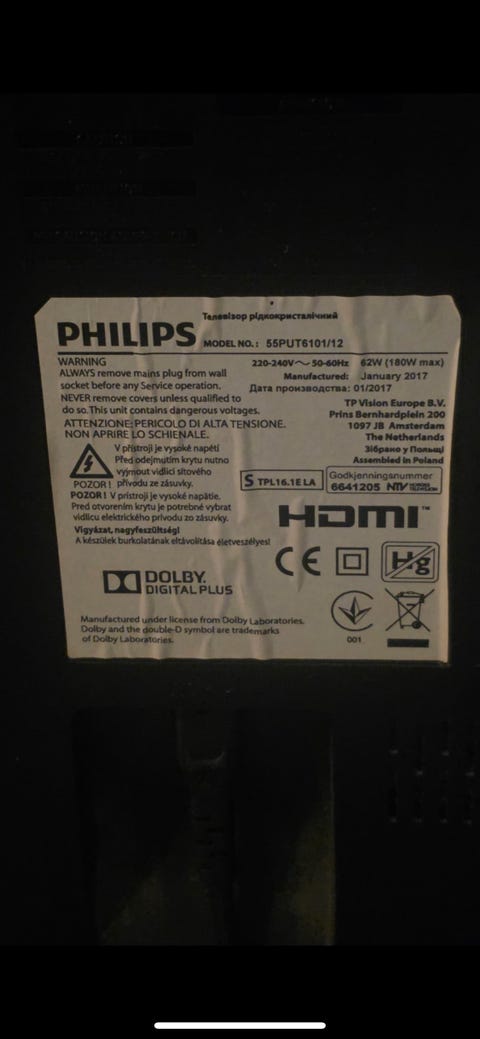 Телевізор рідкокристалічний
PHILIPS MODEL NO.: 55PUT6101/12
WARNING
ALWAYS remove mains plug from wall
socket before any Service operation.
NEVER remove covers unless qualified to
do so. This unit contains dangerous voltages.
ATTENZIONE: PERICOLO DI ALTA TENSIONE.
NON APRIRE LO SCHIENALE.
V přístroji je vysoké napětí
Před odejmutím krytu nutno
vyjmout vidlici síťového
POZOR! přívodu ze zásuvky.
POZOR! V prístroji je vysoké napätie.
Pred otvorením krytu je potrebné vybrat
vidlicu elektrického prívodu zo zásuvky.
Vigyázat, nagyfeszültség!
A készülek burkolatának eltávolítása életveszélyes!
220-240V~ 50-60Hz 62W (180W max)
Manufactured: January 2017
Дата производства: 01/2017
TP Vision Europe B.V.
Prins Bernhardplein 200
1097 JB Amsterdam
The Netherlands
Зібрано у Польщі
Assembled in Poland
S TPL16.1E LA
Godkjenningsnummer
6641205 NTV
HDMI™
CE
Hg
001
DOLBY
DIGITAL PLUS
Manufactured under license from Dolby Laboratories.
Dolby and the double-D symbol are trademarks
of Dolby Laboratories.